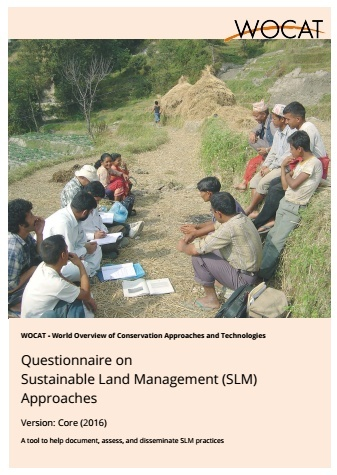 WOCAT
WOCAT - World Overview of Conservation Approaches and Technologies
Questionnaire on
Sustainable Land Management (SLM)
Approaches
Version: Core (2016)
A tool to help document, assess, and disseminate SLM practices